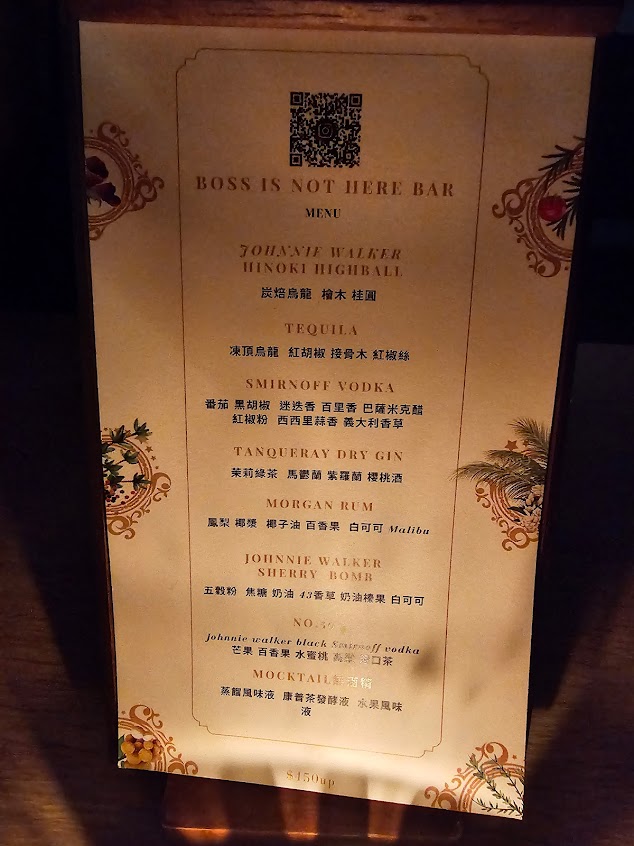 BOSS IS NOT HERE BAR
MENU
JOHNNIE WALKER
HINOKI HIGHBALL
炭焙烏龍 檜木 桂圓
TEQUILA
凍頂烏龍 紅胡椒 接骨木 紅椒絲
SMIRNOFF VODKA
番茄 黑胡椒 迷迭香 百里香 巴薩米克醋
紅椒粉 西西里蒜香 義大利香草
TANQUERAY DRY GIN
茉莉綠茶 馬鬱蘭 紫羅蘭 櫻桃酒
MORGAN RUM
鳳梨 椰漿 椰子油 百香果 白可可 Malibu
JOHNNIE WALKER
SHERRY BOMB
五穀粉 焦糖 奶油 43香草 奶油榛果 白可可
johnnie walker black Smirnoff vodka
芒果 百香果 水蜜桃
MOCKTAIL
蒸餾風味液 康普茶發酵液 水果風味
液
$450up